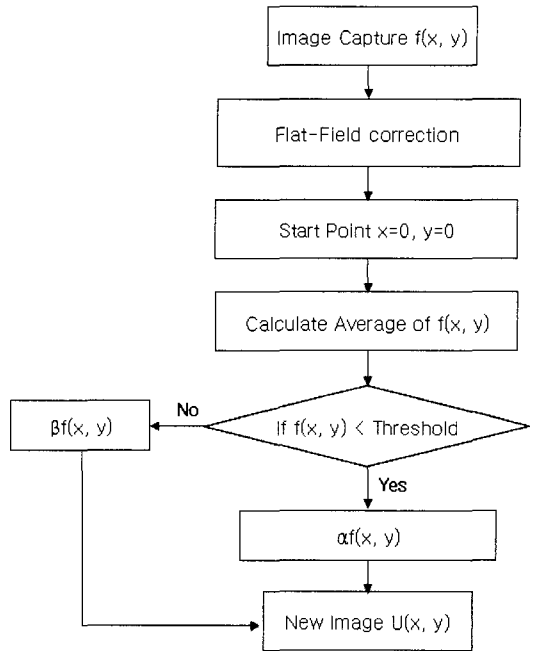 Image Capture f(x, y)
Flat-Field correction
Start Point x=0, y=0
Calculate Average of f(x, y)
If f(x, y) < Threshold
No
βf(x, y)
Yes
αf(x, y)
New Image U(x, y)